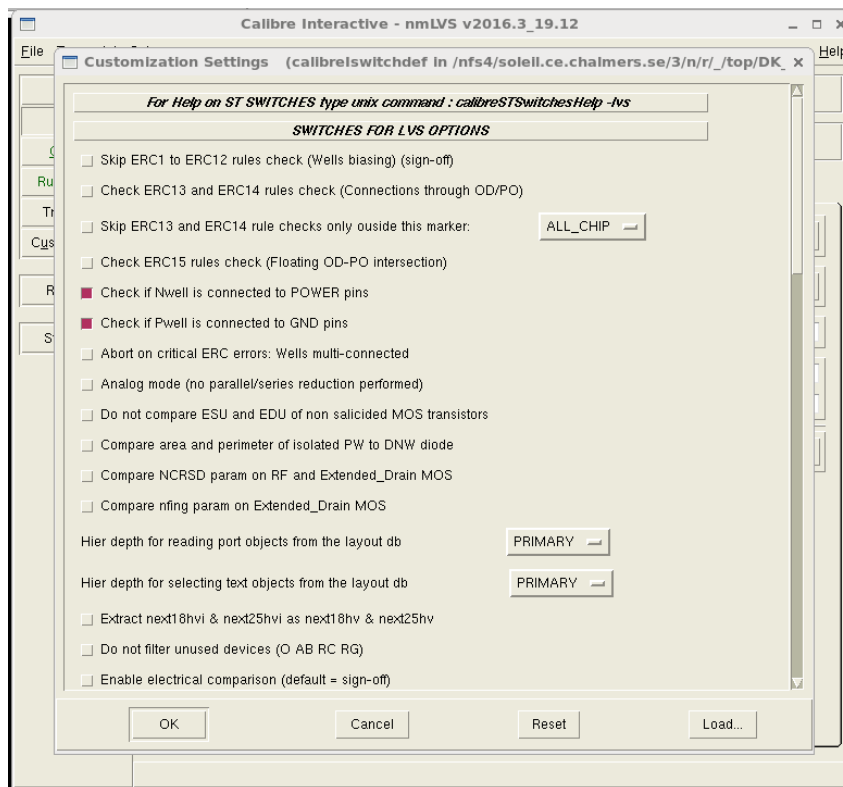 Calibre Interactive - nmLVS v2016.3_19.12
File
Help
Customization Settings (calibrelswitchdef in /nfs4/soleil.ce.chalmers.se/3/n/r/_/top/DK_
For Help on ST SWITCHES type unix command : calibreSTSwitchesHelp -lvs
SWITCHES FOR LVS OPTIONS
Skip ERC1 to ERC12 rules check (Wells biasing) (sign-off)
Check ERC13 and ERC14 rules check (Connections through OD/PO)
Skip ERC13 and ERC14 rule checks only ouside this marker: ALL_CHIP
Check ERC15 rules check (Floating OD-PO intersection)
Check if Nwell is connected to POWER pins
Check if Pwell is connected to GND pins
Abort on critical ERC errors: Wells multi-connected
Analog mode (no parallel/series reduction performed)
Do not compare ESU and EDU of non salicided MOS transistors
Compare area and perimeter of isolated PW to DNW diode
Compare NCRSD param on RF and Extended_Drain MOS
Compare nfing param on Extended_Drain MOS
Hier depth for reading port objects from the layout db PRIMARY
Hier depth for selecting text objects from the layout db PRIMARY
Extract next18hvi & next25hvi as next18hv & next25hv
Do not filter unused devices (O AB RC RG)
Enable electrical comparison (default = sign-off)
OK Cancel Reset Load...